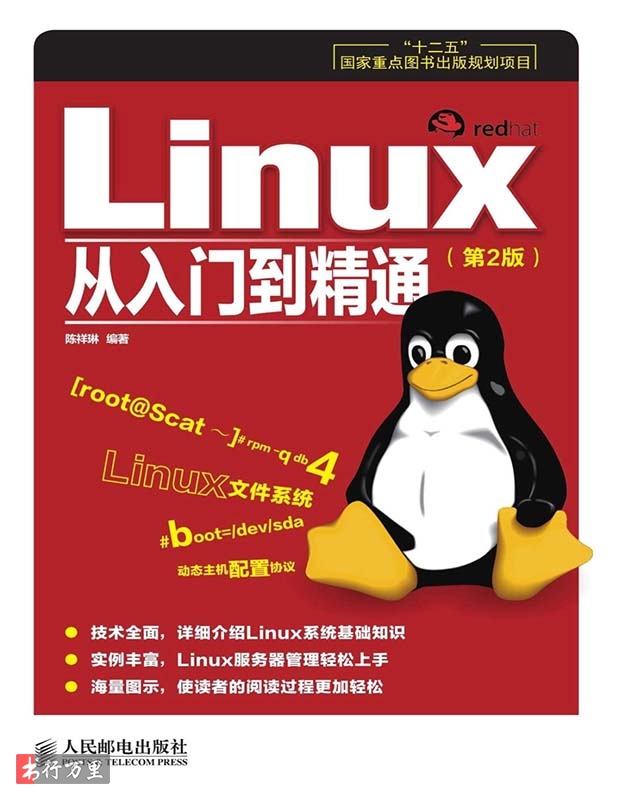 “十二五”
国家重点图书出版规划项目
redhat
Linux
从入门到精通
（第2版）
陈祥琳 编著
[root@Scat ～]# rpm -q db4
Linux文件系统
#boot=/dev/sda
动态主机配置协议
技术全面，详细介绍Linux系统基础知识
实例丰富，Linux服务器管理轻松上手
海量图示，使读者的阅读过程更加轻松
人民邮电出版社
POSTS & TELECOM PRESS
书行万里